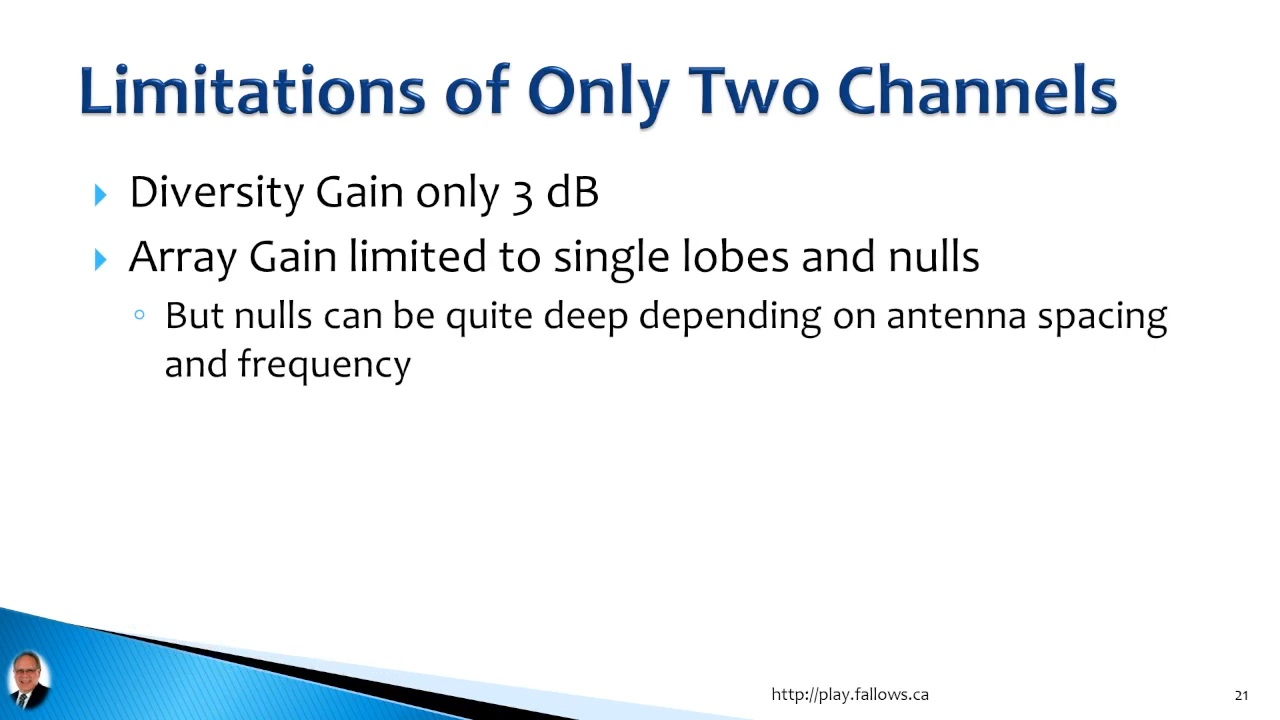 Limitations of Only Two Channels
Diversity Gain only 3 dB
Array Gain limited to single lobes and nulls
But nulls can be quite deep depending on antenna spacing
and frequency
http://play.fallows.ca
21